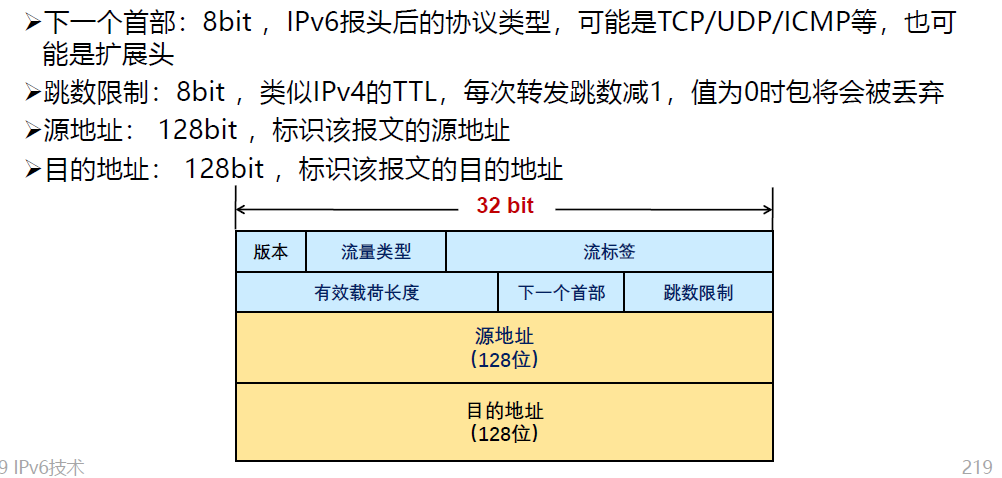 ➢下一个首部：8bit ，IPv6报头后的协议类型，可能是TCP/UDP/ICMP等，也可
能是扩展头
➢跳数限制：8bit ，类似IPv4的TTL，每次转发跳数减1，值为0时包将会被丢弃
➢源地址： 128bit ，标识该报文的源地址
➢目的地址： 128bit ，标识该报文的目的地址
32 bit
版本 流量类型 流标签
有效载荷长度 下一个首部 跳数限制
源地址
(128位)
目的地址
(128位)
9 IPv6技术 219